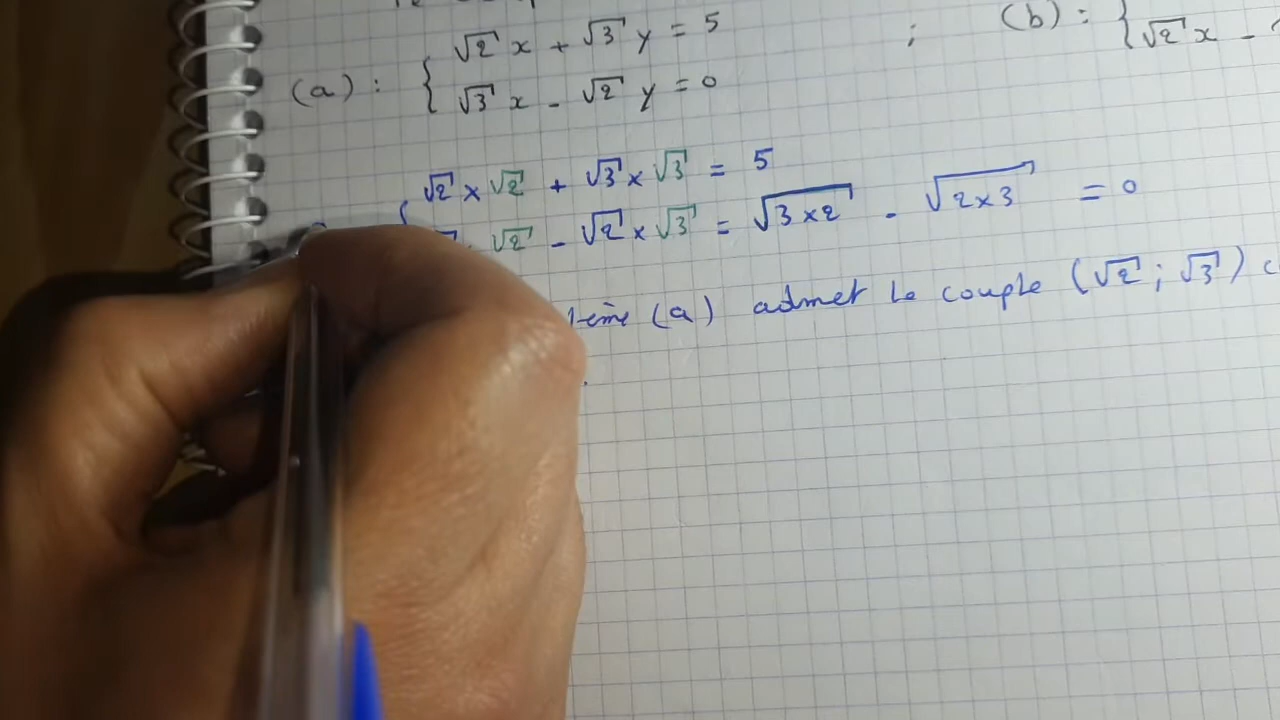 (a) : { √2 x + √3 y = 5 ; (b) : { √2 x -
√3 x - √2 y = 0
√2 × √2 + √3 × √3 = 5
√2 - √2 × √3 = √3×2 - √2×3 = 0
(a) admet le couple (√2 ; √3)